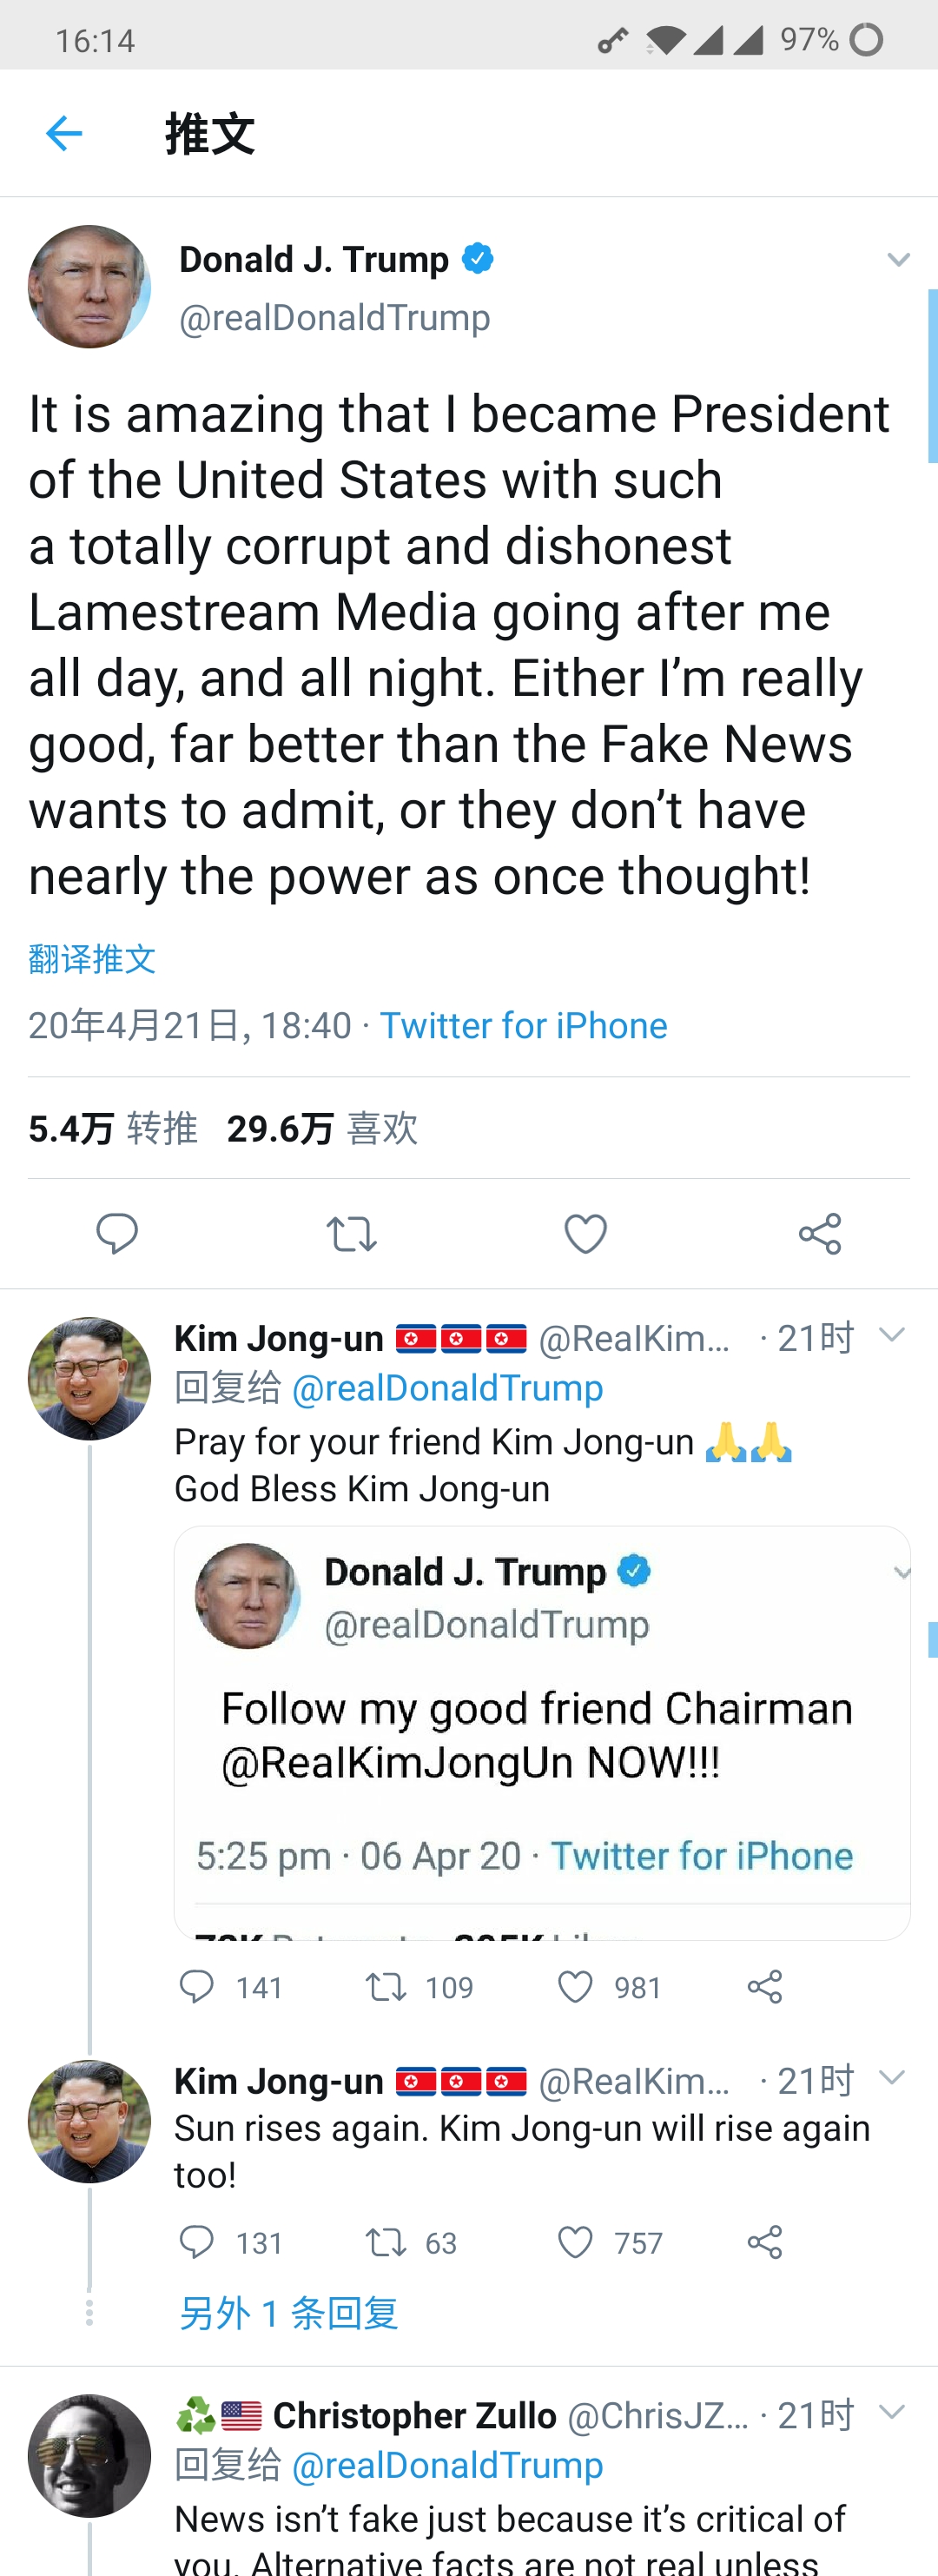 16:14
97%
推文
Donald J. Trump
@realDonaldTrump
It is amazing that I became President
of the United States with such
a totally corrupt and dishonest
Lamestream Media going after me
all day, and all night. Either I’m really
good, far better than the Fake News
wants to admit, or they don’t have
nearly the power as once thought!
翻译推文
20年4月21日, 18:40 · Twitter for iPhone
5.4万 转推 29.6万 喜欢
Kim Jong-un 🇰🇵🇰🇵🇰🇵 @RealKim... · 21时
回复给 @realDonaldTrump
Pray for your friend Kim Jong-un 🙏🙏
God Bless Kim Jong-un
Donald J. Trump
@realDonaldTrump
Follow my good friend Chairman
@RealKimJongUn NOW!!!
5:25 pm · 06 Apr 20 · Twitter for iPhone
141 109 981
Kim Jong-un 🇰🇵🇰🇵🇰🇵 @RealKim... · 21时
Sun rises again. Kim Jong-un will rise again
too!
131 63 757
另外 1 条回复
♻️🇺🇸 Christopher Zullo @ChrisJZ... · 21时
回复给 @realDonaldTrump
News isn’t fake just because it’s critical of
you. Alternative facts are not real unless